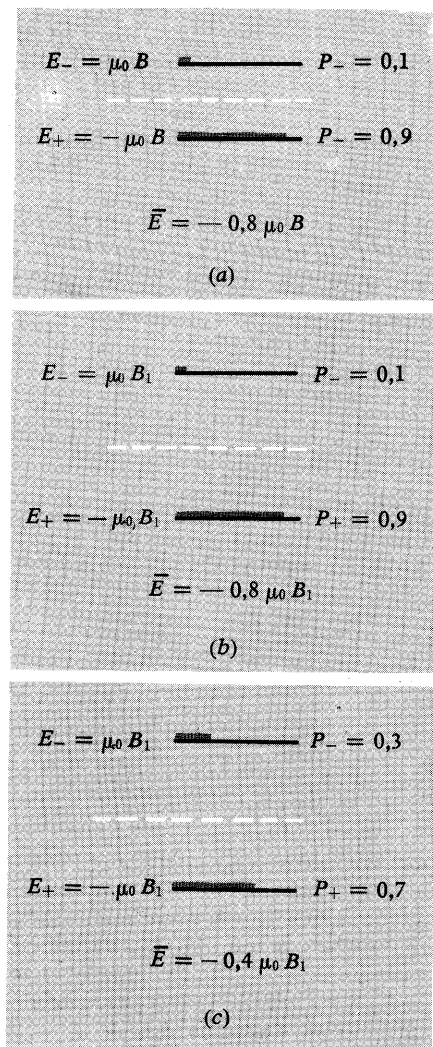 E₋ = μ₀ B P₋ = 0,1
E₊ = − μ₀ B P₋ = 0,9
Ē = — 0,8 μ₀ B
(a)
E₋ = μ₀ B₁ P₋ = 0,1
E₊ = − μ₀, B₁ P₊ = 0,9
Ē = — 0,8 μ₀ B₁
(b)
E₋ = μ₀ B₁ P₋ = 0,3
E₊ = − μ₀ B₁ P₊ = 0,7
Ē = − 0,4 μ₀ B₁
(c)